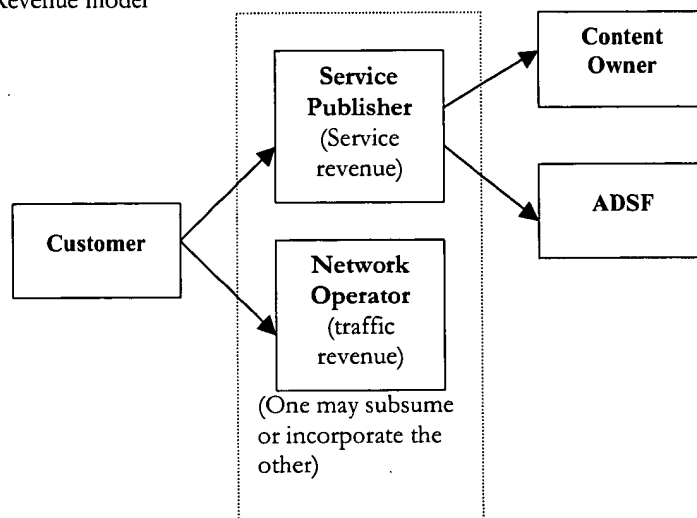 Revenue model
Content
Owner
Service
Publisher
(Service
revenue)
ADSF
Customer
Network
Operator
(traffic
revenue)
(One may subsume
or incorporate the
other)